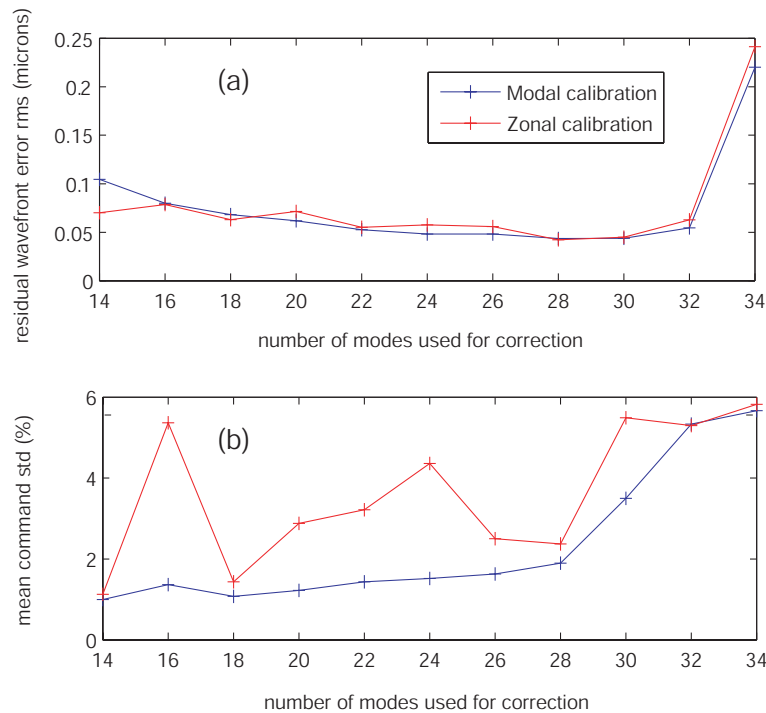 (a)
Modal calibration
Zonal calibration
residual wavefront error rms (microns)
0.25
0.2
0.15
0.1
0.05
0
14 16 18 20 22 24 26 28 30 32 34
number of modes used for correction
(b)
mean command std (%)
6
4
2
0
14 16 18 20 22 24 26 28 30 32 34
number of modes used for correction